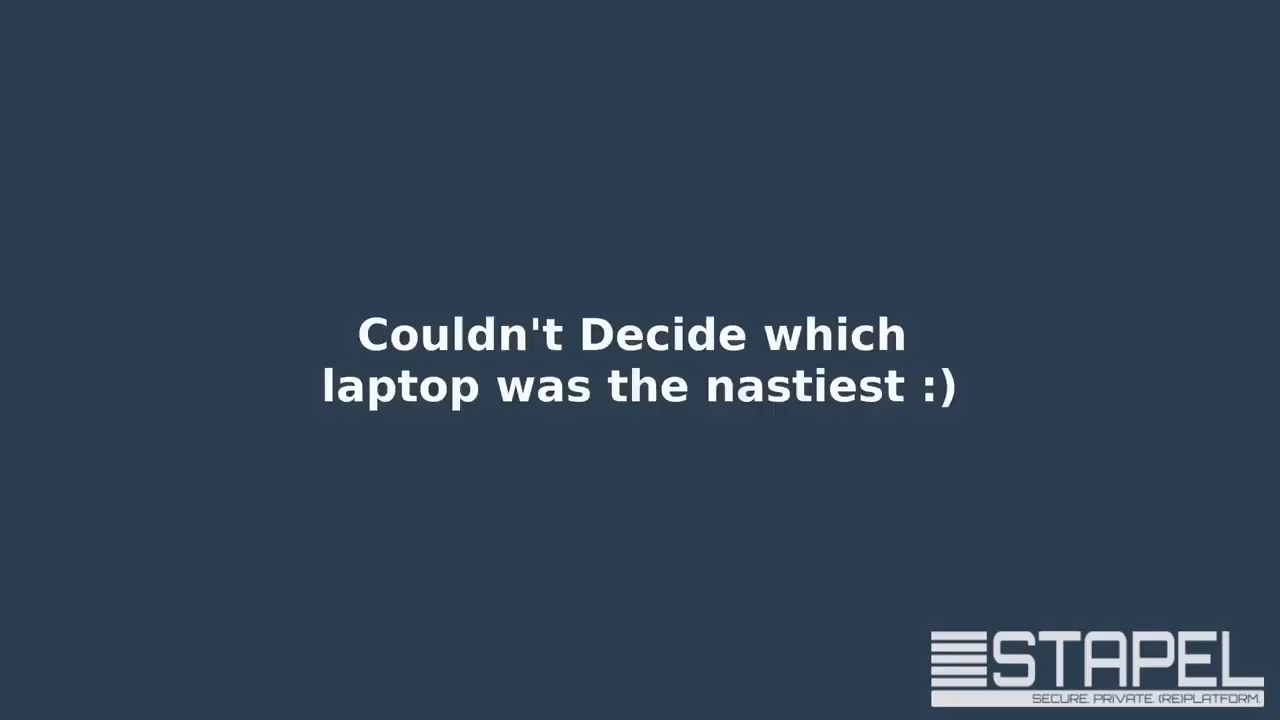 Couldn't Decide which
laptop was the nastiest :)
STAPEL
SECURE. PRIVATE. (RE)PLATFORM.